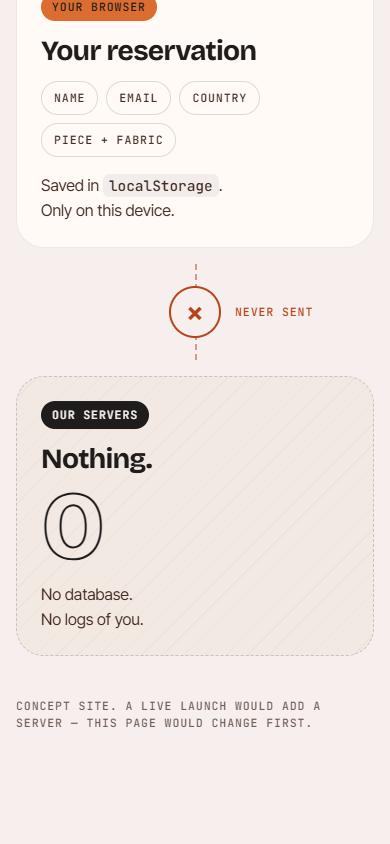 YOUR BROWSER
Your reservation
NAME EMAIL COUNTRY
PIECE + FABRIC
Saved in localStorage.
Only on this device.
× NEVER SENT
OUR SERVERS
Nothing.
0
No database.
No logs of you.
CONCEPT SITE. A LIVE LAUNCH WOULD ADD A
SERVER — THIS PAGE WOULD CHANGE FIRST.